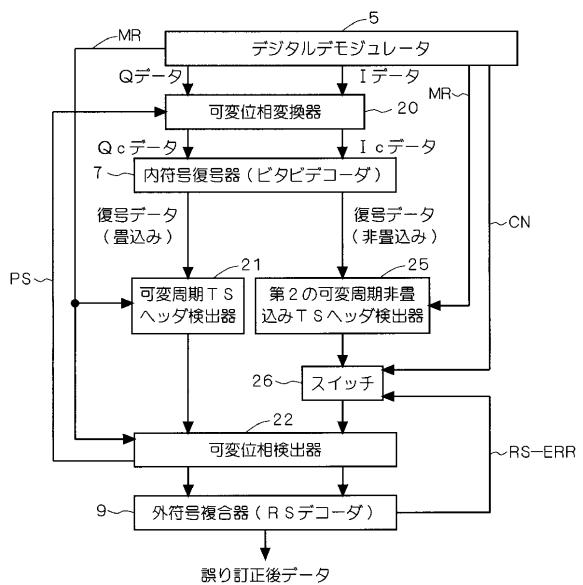 5
MR
デジタルデモジュレータ
Qデータ
Iデータ
MR
可変位相変換器
20
Qcデータ
Icデータ
7
内符号復号器（ビタビデコーダ）
復号データ
（畳込み）
復号データ
（非畳込み）
CN
PS
21
25
可変周期TS
ヘッダ検出器
第2の可変周期非畳
込みTSヘッダ検出器
26
スイッチ
22
可変位相検出器
RS-ERR
9
外符号複合器（RSデコーダ）
誤り訂正後データ